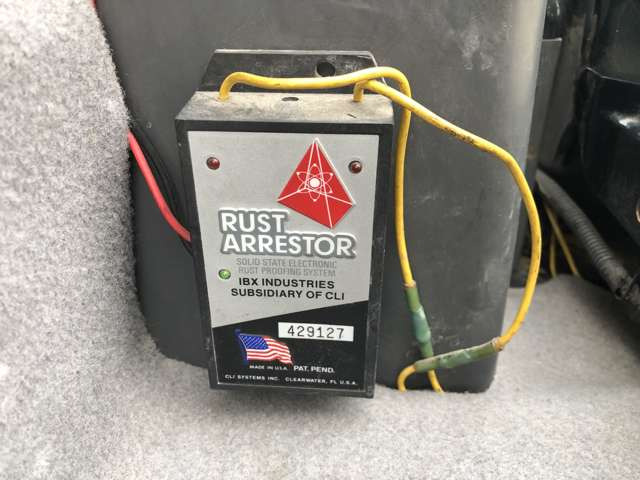 RUST
ARRESTOR
SOLID STATE ELECTRONIC
RUST PROOFING SYSTEM
IBX INDUSTRIES
SUBSIDIARY OF CLI
429127
MADE IN U.S.A. PAT. PEND.
CLI SYSTEMS INC. CLEARWATER, FL U.S.A.